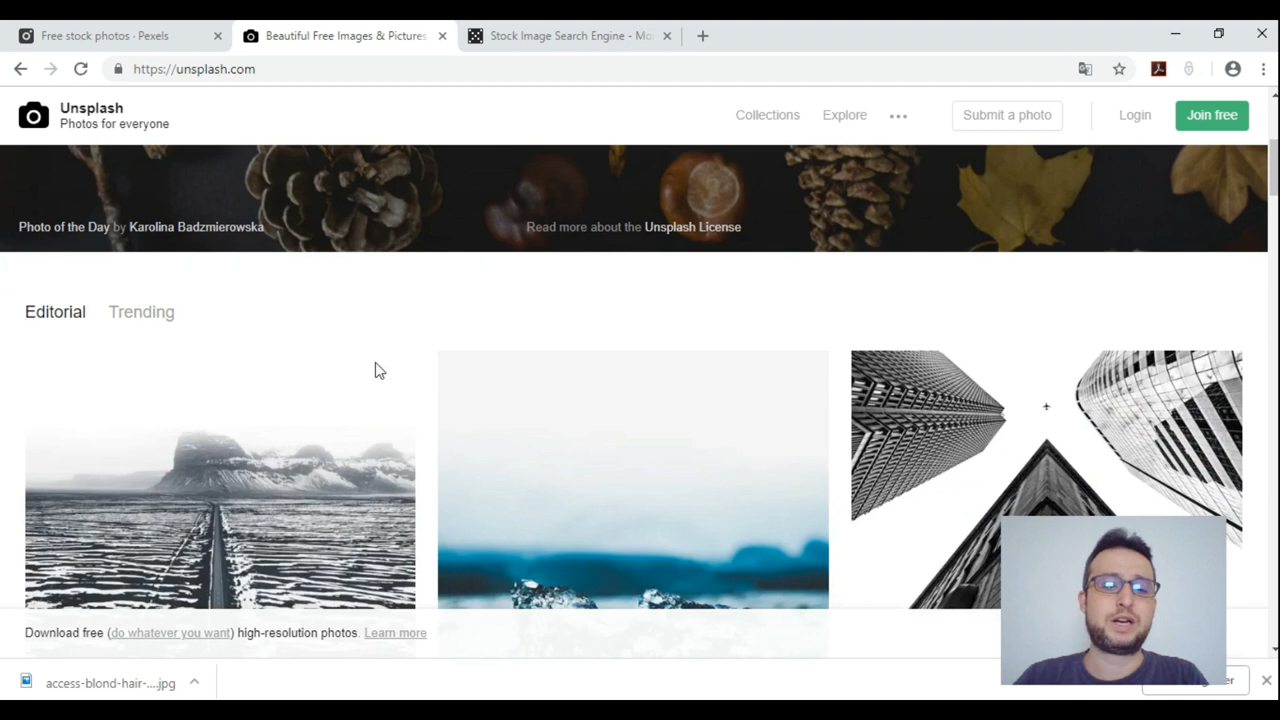 Free stock photos · Pexels
Beautiful Free Images & Pictures
Stock Image Search Engine -
https://unsplash.com
Unsplash
Photos for everyone
Collections
Explore
Submit a photo
Login
Join free
Photo of the Day by Karolina Badzmierowska
Read more about the Unsplash License
Editorial
Trending
Download free (do whatever you want) high-resolution photos. Learn more
access-blond-hair-....jpg